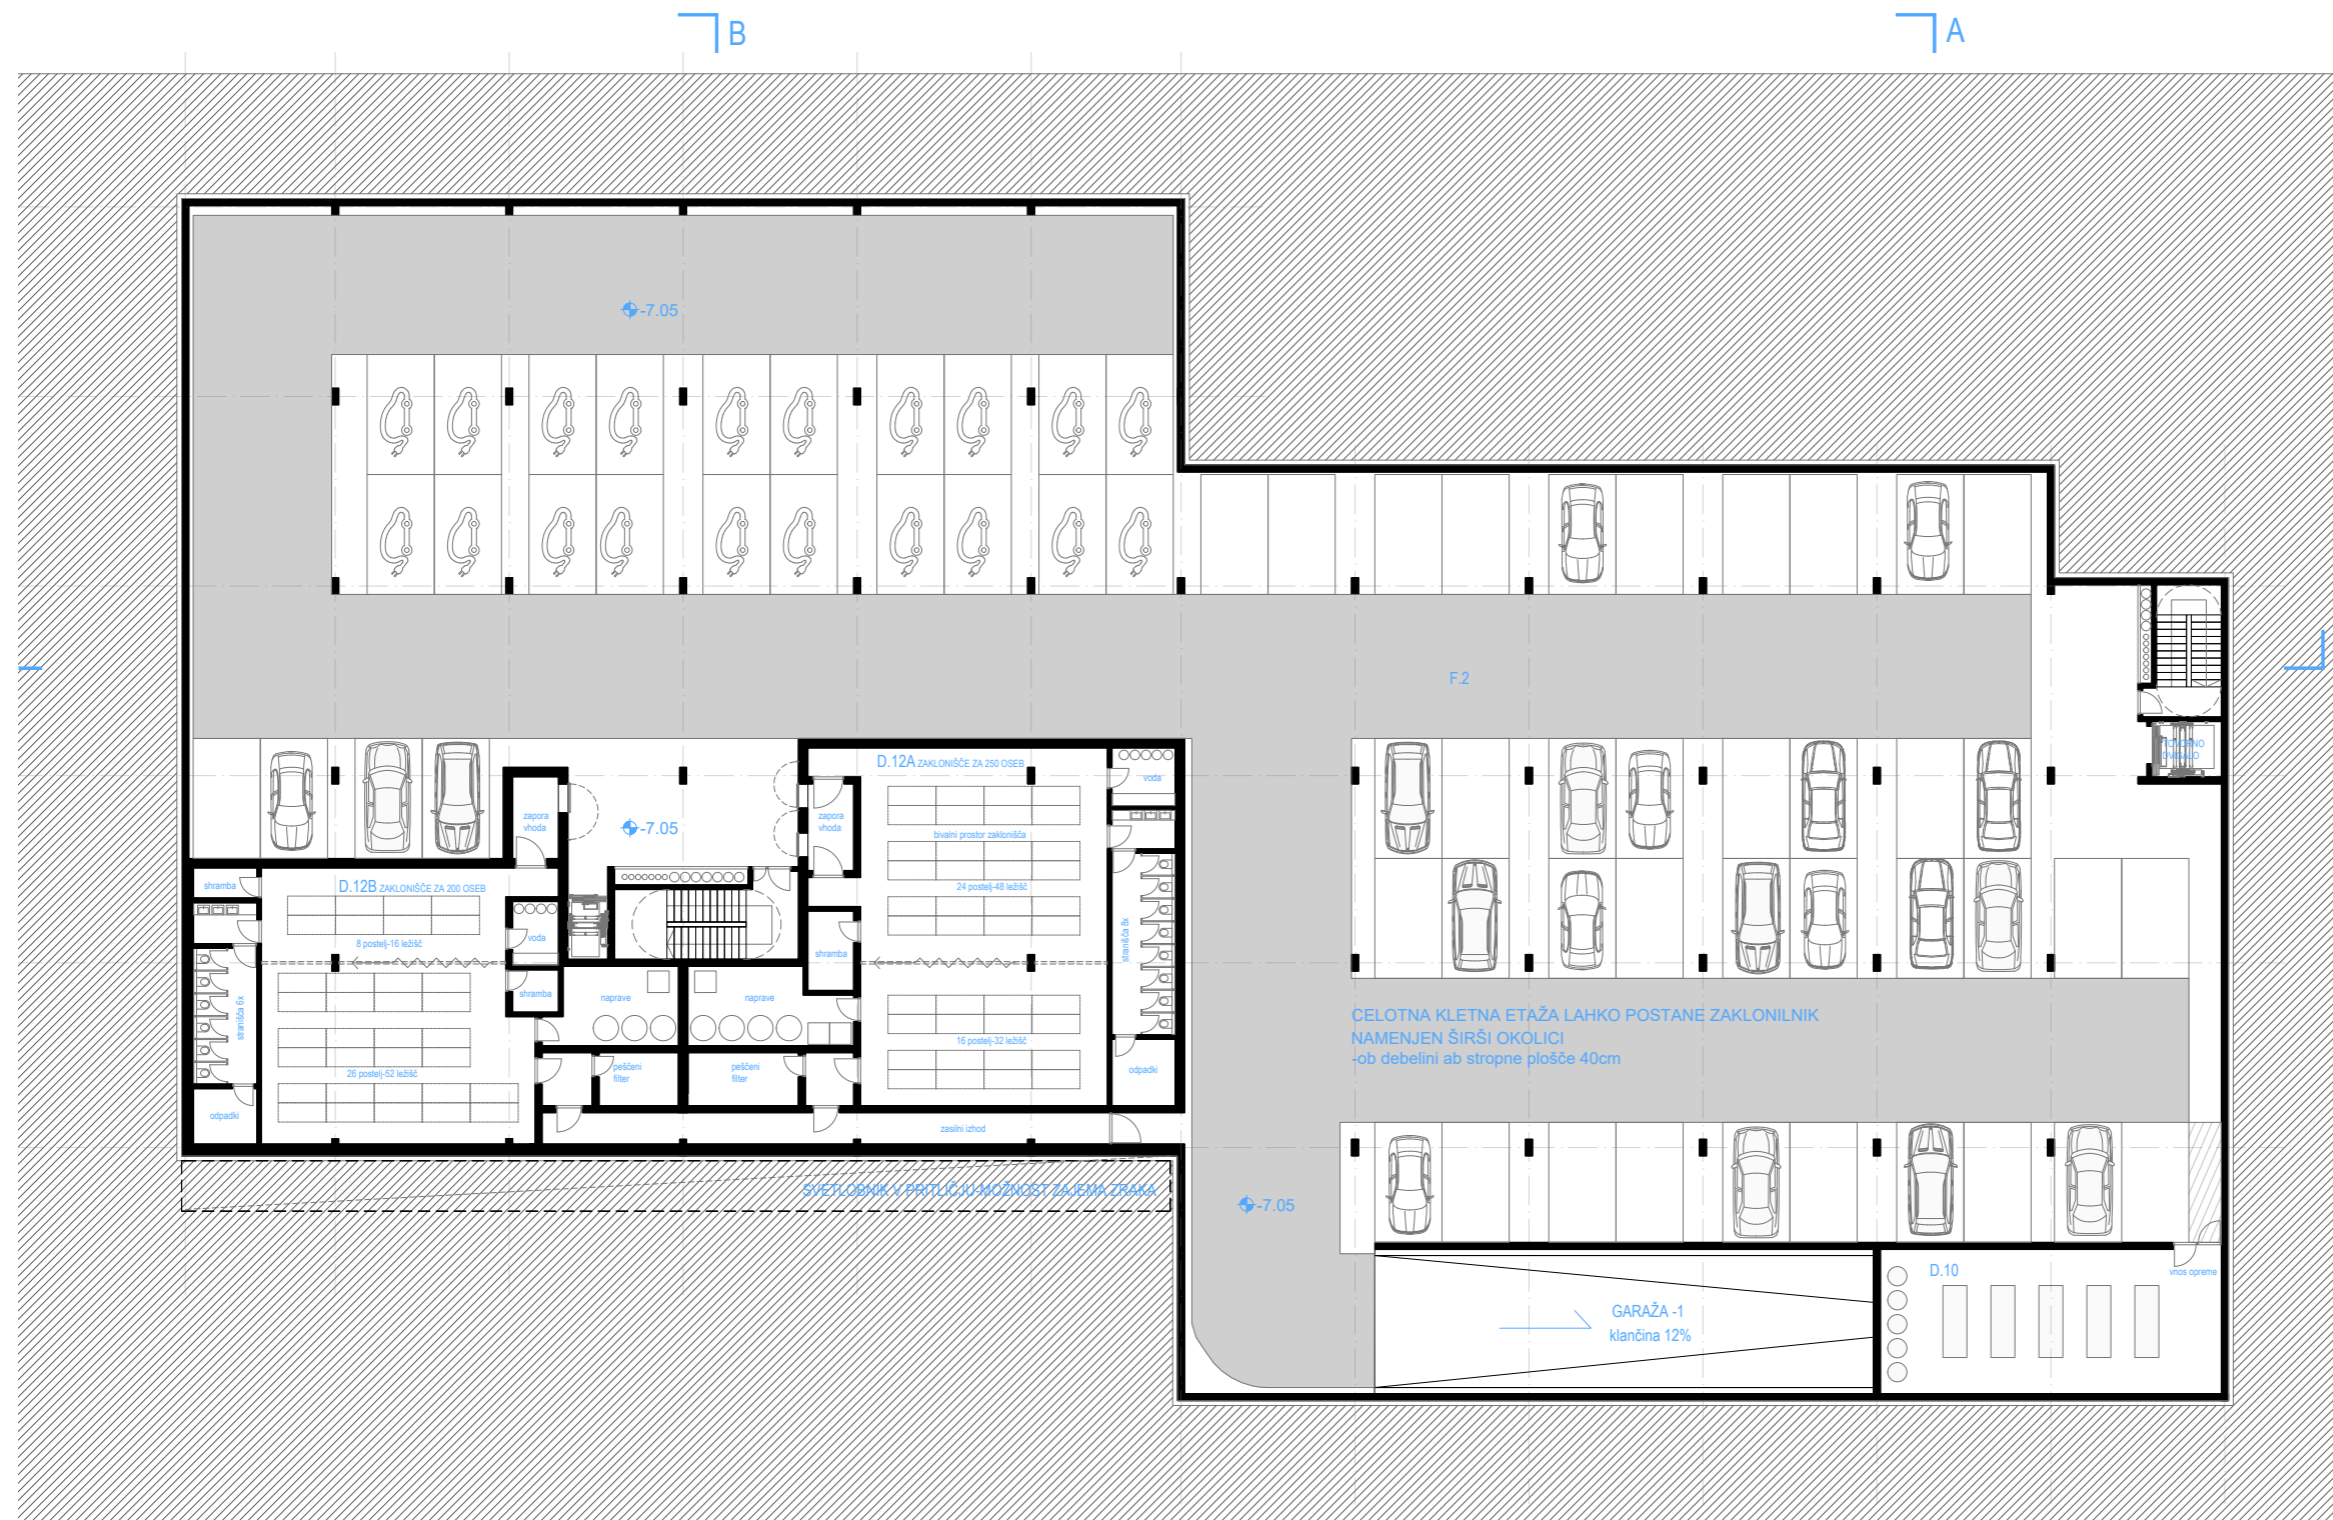 B
A
-7.05
F.2
TOVORNO
DVIGALO
D.12A ZAKLONIŠČE ZA 250 OSEB
voda
zapora
vhoda
-7.05
zapora
vhoda
bivalni prostor zaklonišča
shramba
D.12B ZAKLONIŠČE ZA 200 OSEB
24 postelj-48 ležišč
stranišča 8x
voda
8 postelj-16 ležišč
shramba
shramba
naprave
naprave
stranišča 6x
CELOTNA KLETNA ETAŽA LAHKO POSTANE ZAKLONILNIK
NAMENJEN ŠIRŠI OKOLICI
-ob debelini ab stropne plošče 40cm
16 postelj-32 ležišč
26 postelj-52 ležišč
peščeni
filter
peščeni
filter
odpadki
odpadki
zasilni izhod
SVETLOBNIK V PRITLIČJU-MOŽNOST ZAJEMA ZRAKA
-7.05
D.10
vnos opreme
GARAŽA -1
klančina 12%